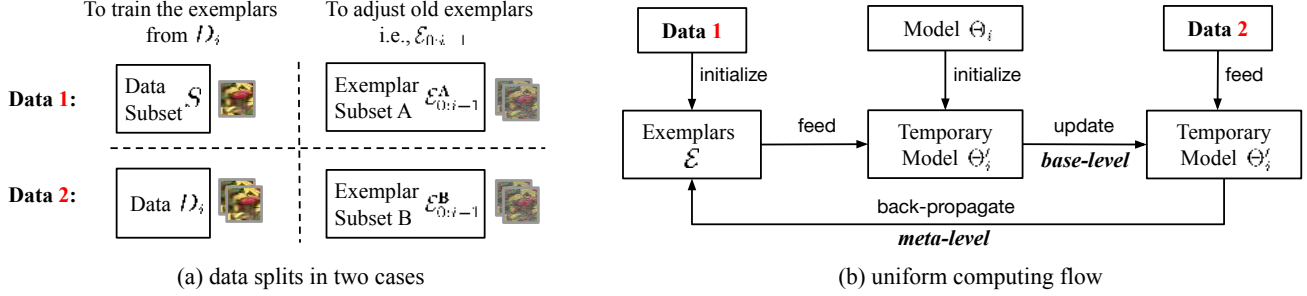 To train the exemplars
from D_i
To adjust old exemplars
i.e., ℰ_{0:i−1}
Data 1:
Data
Subset S
Exemplar
Subset A ℰ^A_{0:i−1}
Data 2:
Data D_i
Exemplar
Subset B ℰ^B_{0:i−1}
(a) data splits in two cases
Data 1
Model Θ_i
Data 2
initialize
initialize
feed
Exemplars
ℰ
feed
Temporary
Model Θ′_i
update
base-level
Temporary
Model Θ′_i
back-propagate
meta-level
(b) uniform computing flow